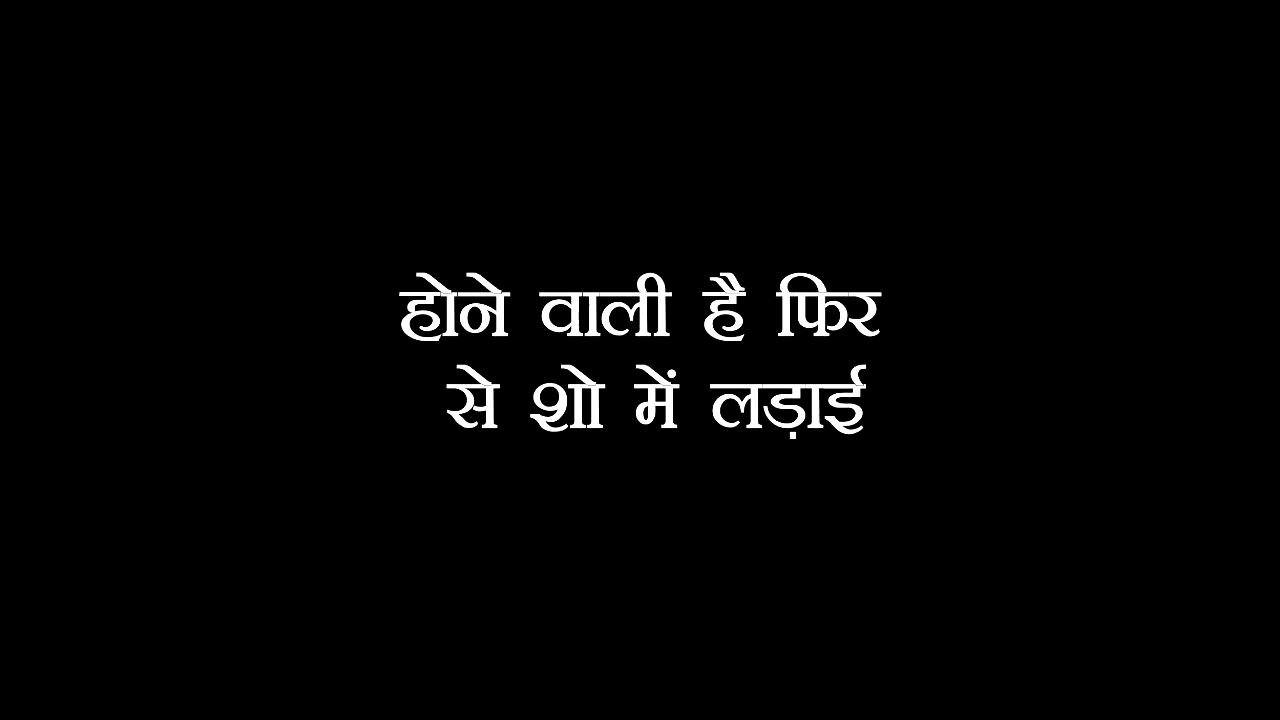 होने वाली है फिर
से शो में लड़ाई